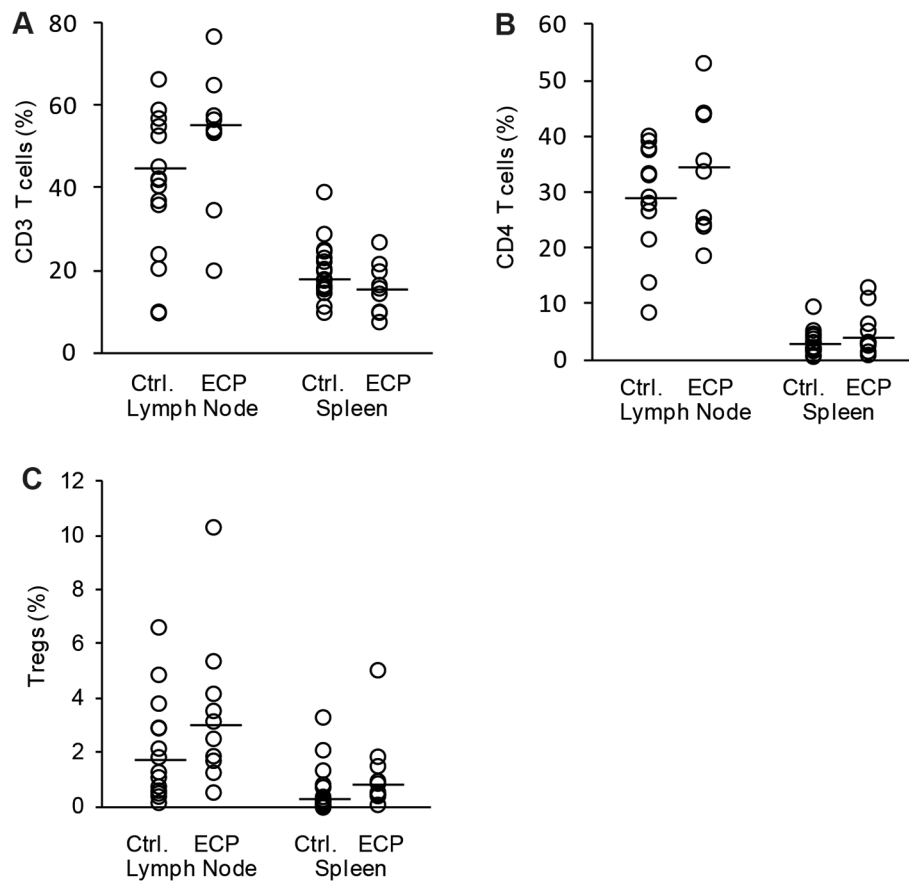 A
CD3 T cells (%)
80
60
40
20
0
Ctrl. ECP Ctrl. ECP
Lymph Node Spleen
B
CD4 T cells (%)
60
50
40
30
20
10
0
Ctrl. ECP Ctrl. ECP
Lymph Node Spleen
C
Tregs (%)
12
10
8
6
4
2
0
Ctrl. ECP Ctrl. ECP
Lymph Node Spleen